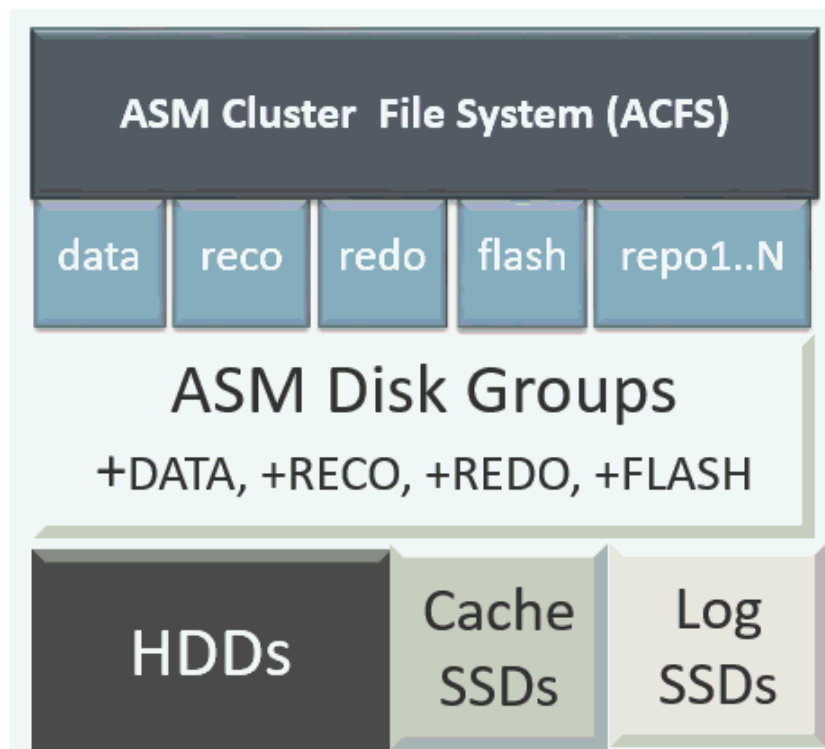 ASM Cluster File System (ACFS)
data reco redo flash repo1..N
ASM Disk Groups
+DATA, +RECO, +REDO, +FLASH
HDDs
Cache
SSDs
Log
SSDs